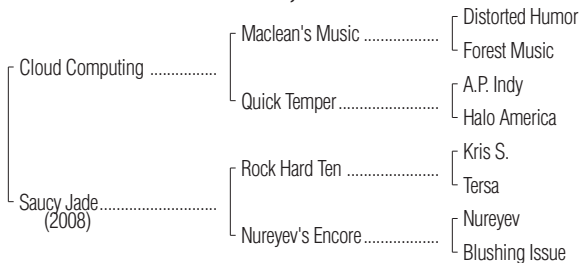 Distorted Humor
Maclean's Music ..................
Forest Music
Cloud Computing ................
A.P. Indy
Quick Temper........................
Halo America
Kris S.
Rock Hard Ten ......................
Tersa
Saucy Jade............................
(2008)
Nureyev
Nureyev's Encore..................
Blushing Issue